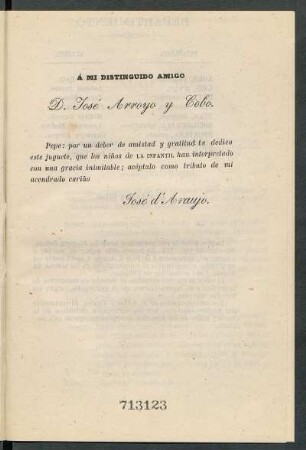 Á MI DISTINGUIDO AMIGO
D. José Arroyo y Cobo.
Pepe: por un deber de amistad y gratitud te dedico
este juguete, que los niños de LA INFANTIL han interpretado
con una gracia inimitable; acéptalo como tributo de mi
acendrado cariño
José d'Araujo.
713123